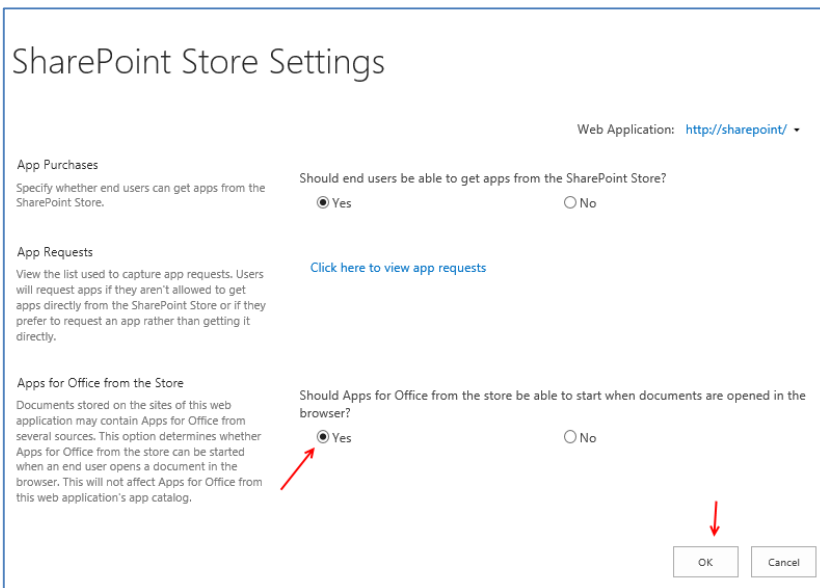 SharePoint Store Settings
Web Application: http://sharepoint/
App Purchases
Specify whether end users can get apps from the
SharePoint Store.
Should end users be able to get apps from the SharePoint Store?
Yes
No
App Requests
View the list used to capture app requests. Users
will request apps if they aren't allowed to get
apps directly from the SharePoint Store or if they
prefer to request an app rather than getting it
directly.
Click here to view app requests
Apps for Office from the Store
Documents stored on the sites of this web
application may contain Apps for Office from
several sources. This option determines whether
Apps for Office from the store can be started
when an end user opens a document in the
browser. This will not affect Apps for Office from
this web application's app catalog.
Should Apps for Office from the store be able to start when documents are opened in the
browser?
Yes
No
OK
Cancel